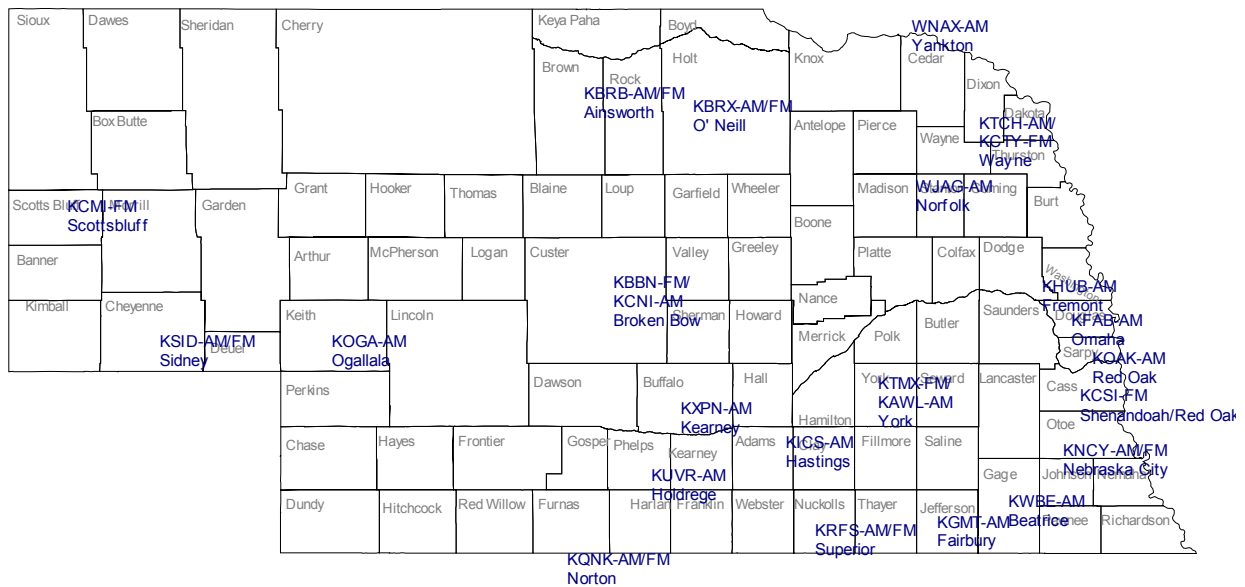 Sioux
Dawes
Sheridan
Cherry
Keya Paha
Boyd
WNAX-AM
Yankton
Brown
Rock
Holt
Knox
Cedar
Dixon
KBRB-AM/FM
Ainsworth
KBRX-AM/FM
O' Neill
Dakota
Box Butte
Antelope
Pierce
Wayne
KTCH-AM/
KCTY-FM
Wayne
Thurston
Grant
Hooker
Thomas
Blaine
Loup
Garfield
Wheeler
Madison
Stanton
Cuming
WJAG-AM
Norfolk
Burt
Scotts Bluff
Morrill
KCMI-FM
Scottsbluff
Garden
Boone
Banner
Arthur
McPherson
Logan
Custer
Valley
Greeley
Platte
Colfax
Dodge
Washington
KBBN-FM/
KCNI-AM
Broken Bow
KHUB-AM
Fremont
Kimball
Cheyenne
Keith
Lincoln
Sherman
Howard
Nance
Merrick
Polk
Butler
Saunders
Douglas
KFAB-AM
Omaha
KSID-AM/FM
Sidney
Deuel
KOGA-AM
Ogallala
Sarpy
KOAK-AM
Red Oak
Perkins
Dawson
Buffalo
Hall
Hamilton
York
Seward
Lancaster
Cass
KXPN-AM
Kearney
KTMX-FM/
KAWL-AM
York
KCSI-FM
Shenandoah/Red Oak
Otoe
Chase
Hayes
Frontier
Gosper
Phelps
Kearney
Adams
Clay
KICS-AM
Hastings
Fillmore
Saline
KNCY-AM/FM
Nebraska City
KUVR-AM
Holdrege
Gage
Johnson
Nemaha
Dundy
Hitchcock
Red Willow
Furnas
Harlan
Franklin
Webster
Nuckolls
Thayer
Jefferson
KWBE-AM
Beatrice
Pawnee
Richardson
KRFS-AM/FM
Superior
KGMT-AM
Fairbury
KQNK-AM/FM
Norton